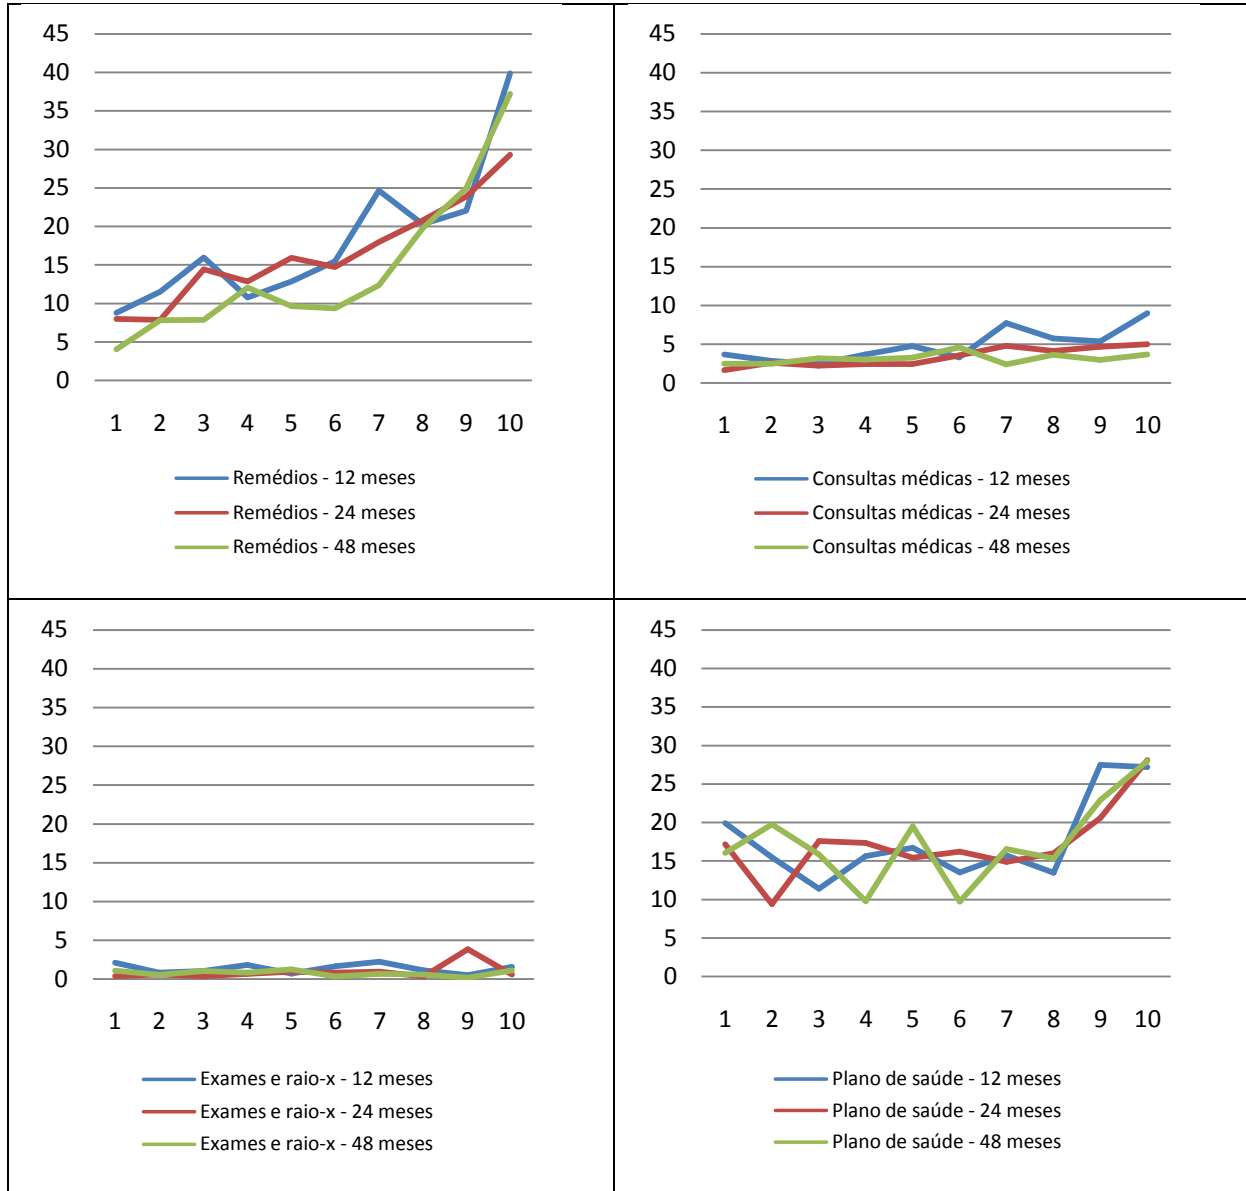 45
40
35
30
25
20
15
10
5
0
1 2 3 4 5 6 7 8 9 10
Remédios - 12 meses
Remédios - 24 meses
Remédios - 48 meses
45
40
35
30
25
20
15
10
5
0
1 2 3 4 5 6 7 8 9 10
Consultas médicas - 12 meses
Consultas médicas - 24 meses
Consultas médicas - 48 meses
45
40
35
30
25
20
15
10
5
0
1 2 3 4 5 6 7 8 9 10
Exames e raio-x - 12 meses
Exames e raio-x - 24 meses
Exames e raio-x - 48 meses
45
40
35
30
25
20
15
10
5
0
1 2 3 4 5 6 7 8 9 10
Plano de saúde - 12 meses
Plano de saúde - 24 meses
Plano de saúde - 48 meses